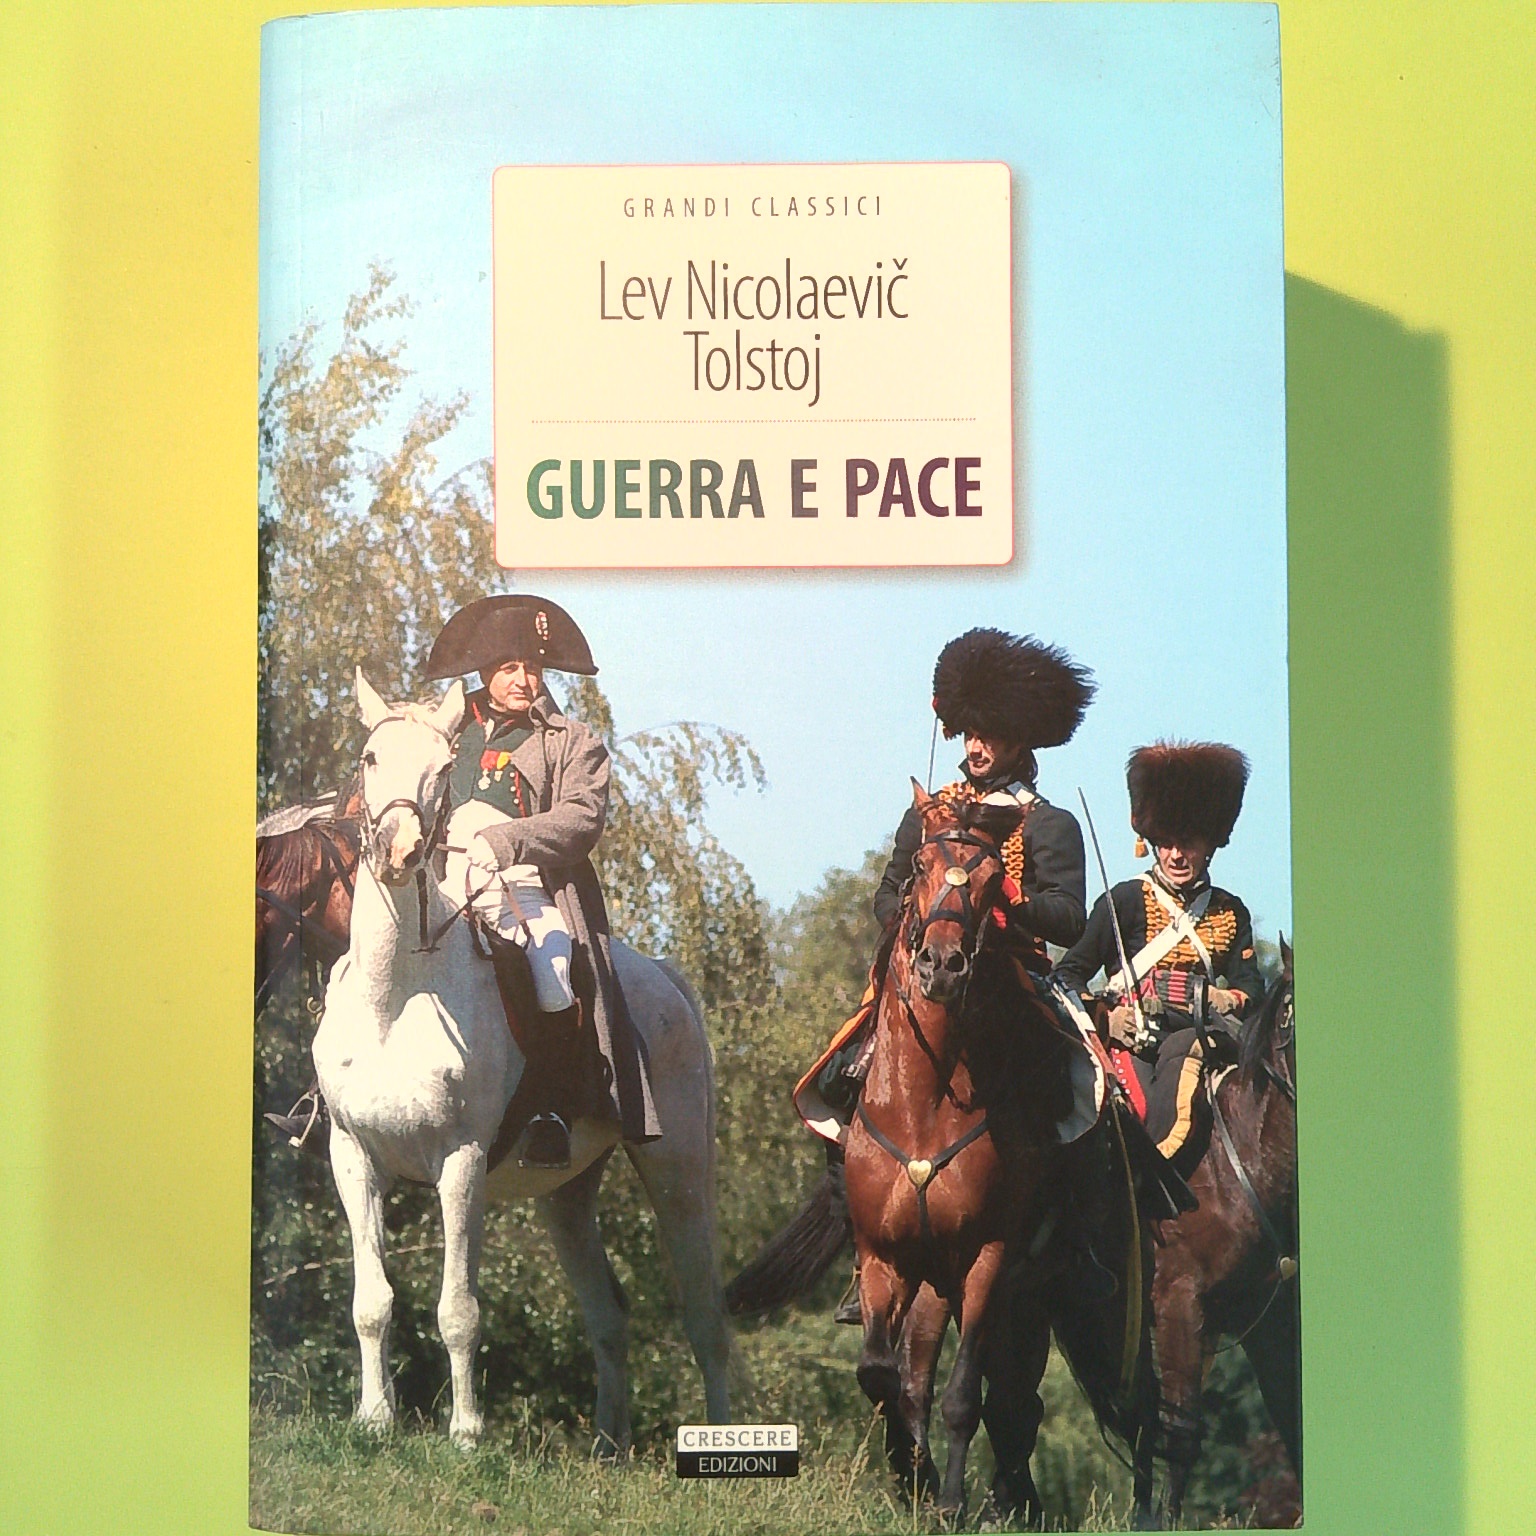 GRANDI CLASSICI
Lev Nicolaevič
Tolstoj
GUERRA E PACE
CRESCERE
EDIZIONI